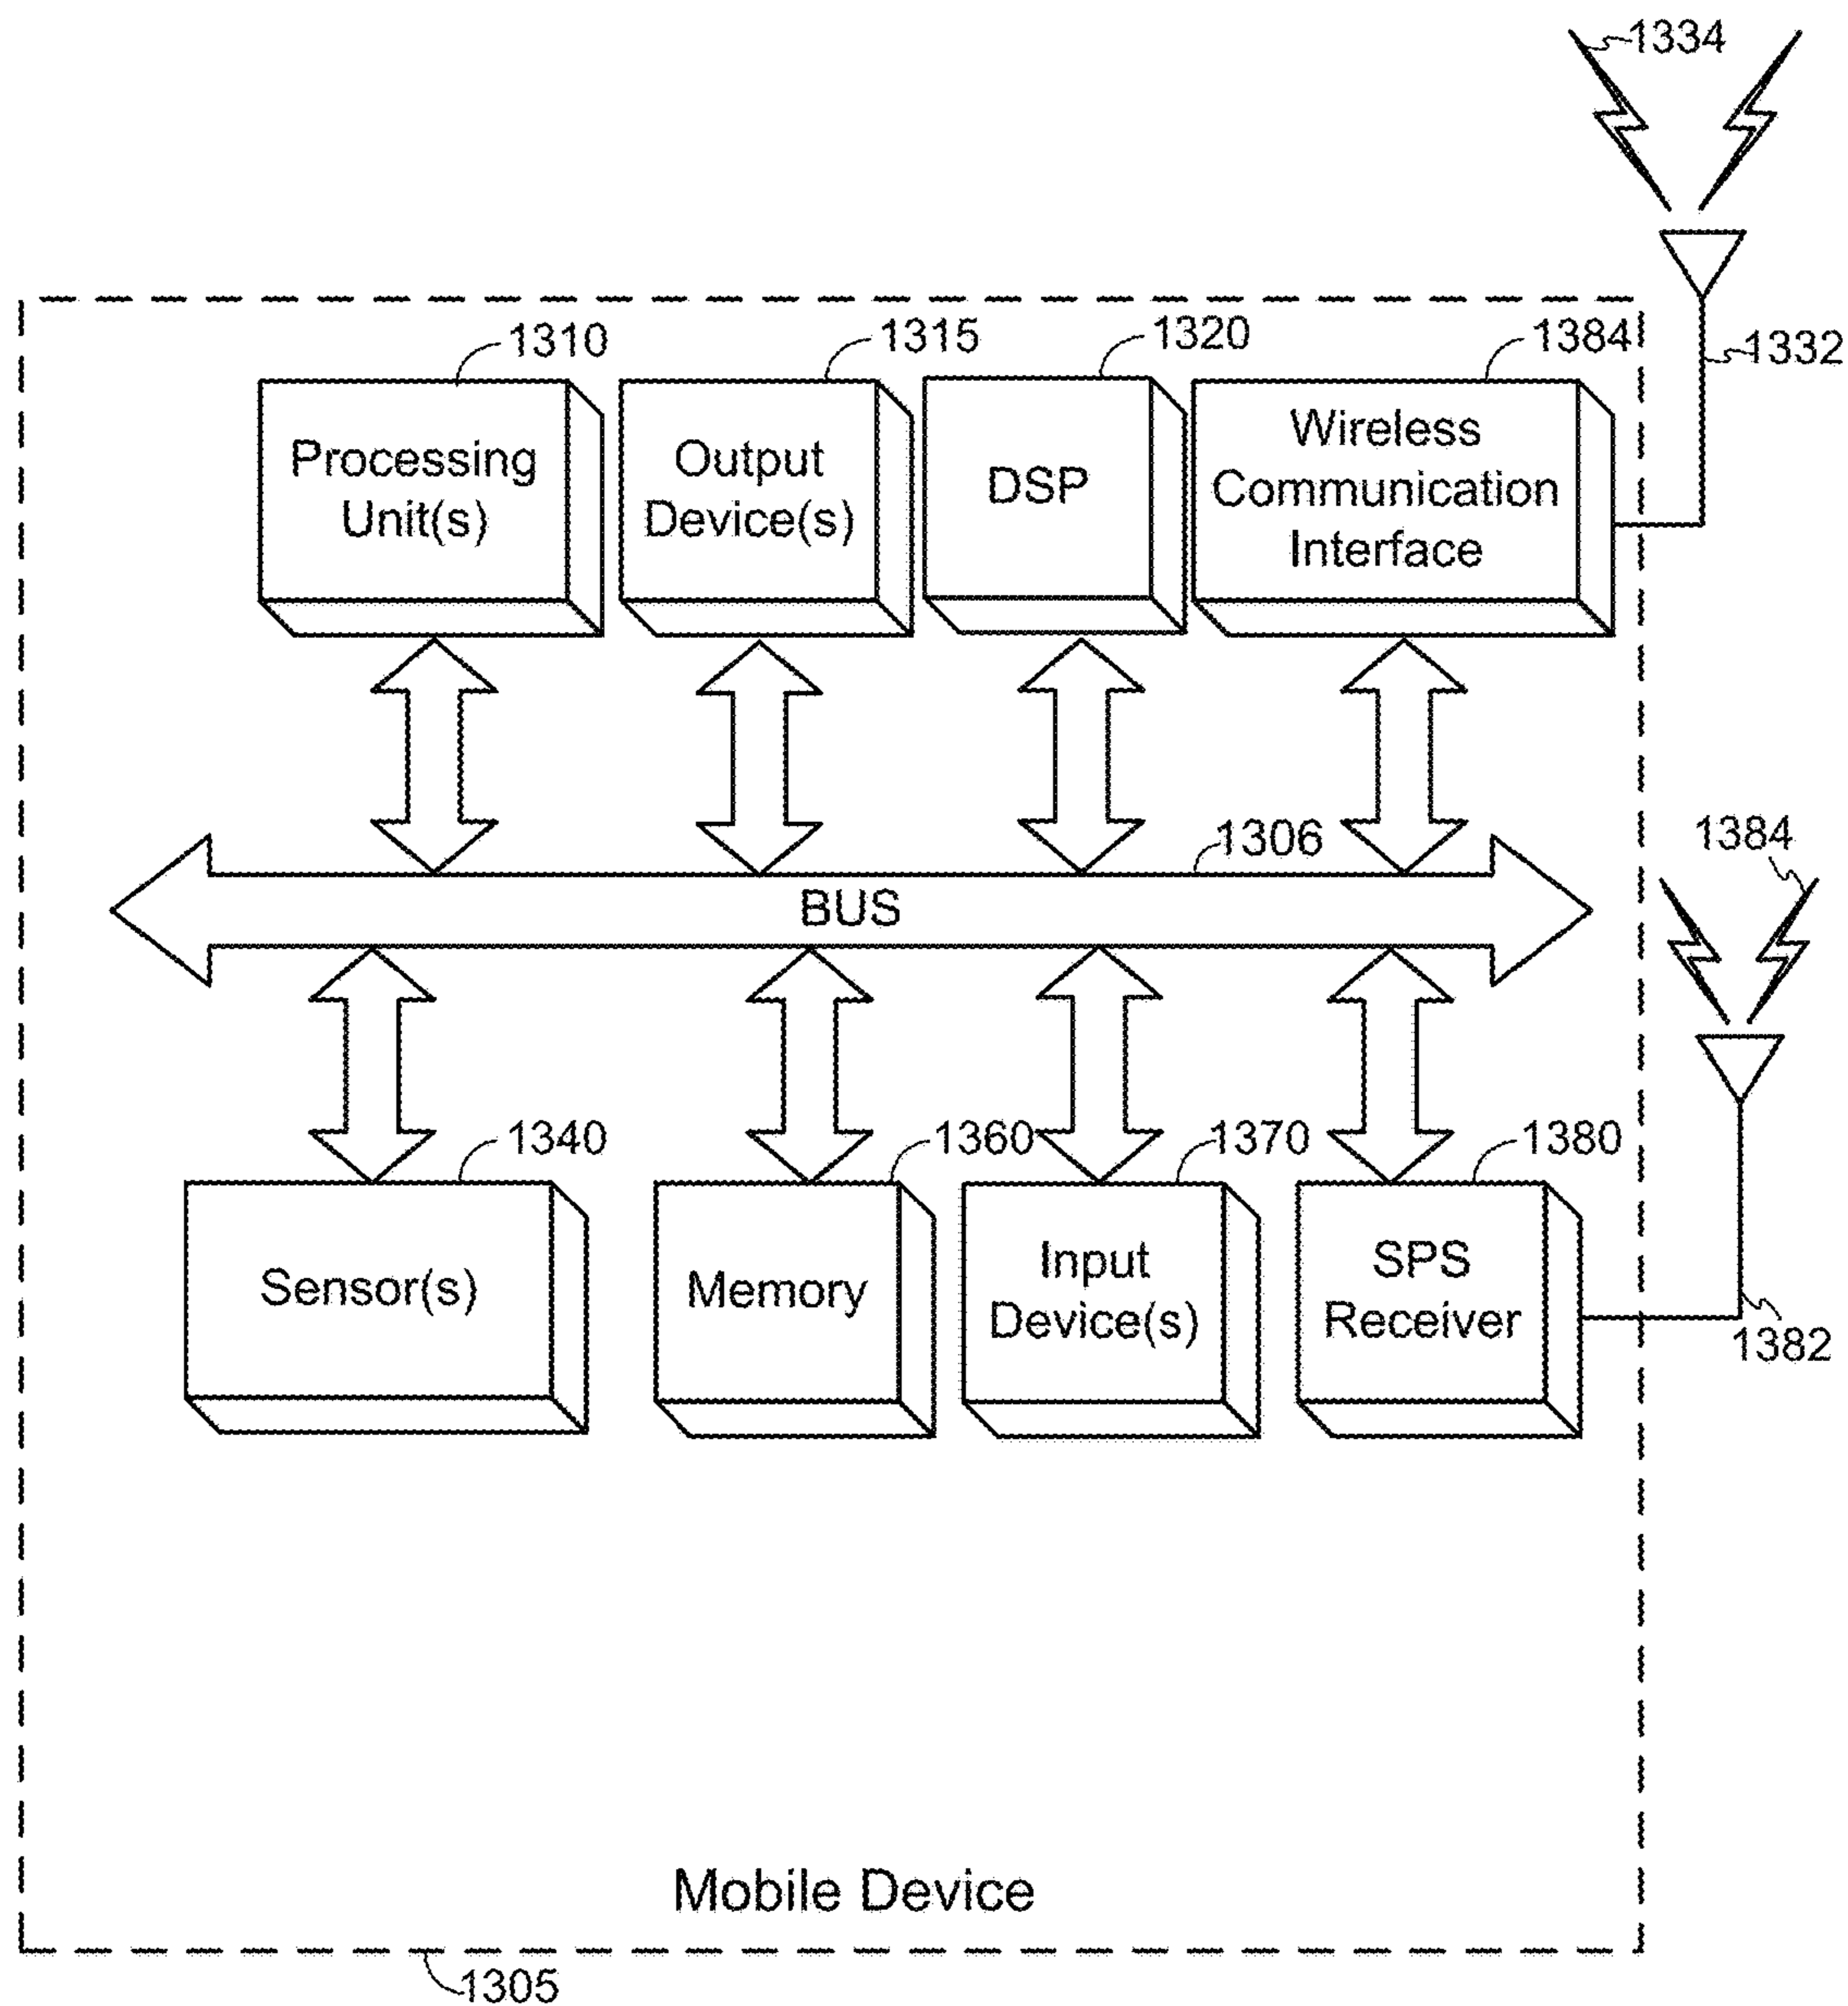 1334
1332
1310
1315
1320
1384
Processing
Unit(s)
Output
Device(s)
DSP
Wireless
Communication
Interface
1306
1384
BUS
1340
1360
1370
1380
Sensor(s)
Memory
Input
Device(s)
SPS
Receiver
1382
Mobile Device
1305